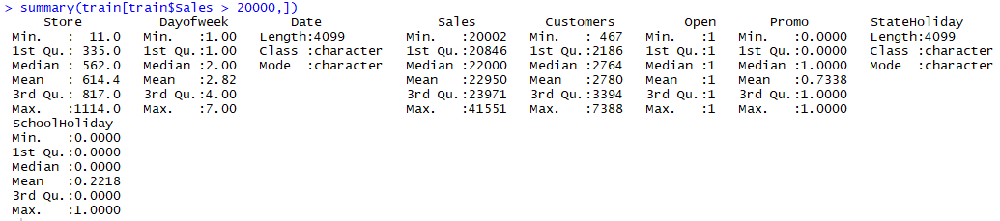 > summary(train[train$Sales > 20000,])
     Store          Dayofweek        Date               Sales         Customers         Open       Promo        StateHoliday
 Min.   :  11.0   Min.   :1.00   Length:4099        Min.   :20002   Min.   : 467   Min.   :1   Min.   :0.0000   Length:4099
 1st Qu.: 335.0   1st Qu.:1.00   Class :character   1st Qu.:20846   1st Qu.:2186   1st Qu.:1   1st Qu.:0.0000   Class :character
 Median : 562.0   Median :2.00   Mode  :character   Median :22000   Median :2764   Median :1   Median :1.0000   Mode  :character
 Mean   : 614.4   Mean   :2.82                      Mean   :22950   Mean   :2780   Mean   :1   Mean   :0.7338
 3rd Qu.: 817.0   3rd Qu.:4.00                      3rd Qu.:23971   3rd Qu.:3394   3rd Qu.:1   3rd Qu.:1.0000
 Max.   :1114.0   Max.   :7.00                      Max.   :41551   Max.   :7388   Max.   :1   Max.   :1.0000
 SchoolHoliday
 Min.   :0.0000
 1st Qu.:0.0000
 Median :0.0000
 Mean   :0.2218
 3rd Qu.:0.0000
 Max.   :1.0000